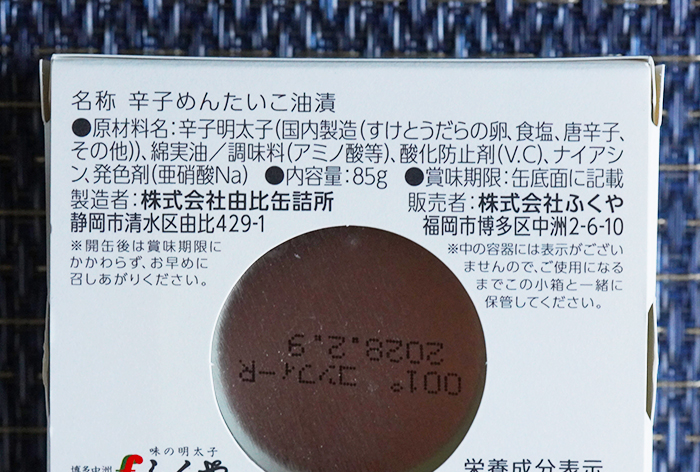 名称 辛子めんたいこ油漬
●原材料名:辛子明太子(国内製造(すけとうだらの卵、食塩、唐辛子、
その他))、綿実油/調味料(アミノ酸等)、酸化防止剤(V.C)、ナイアシ
ン、発色剤(亜硝酸Na) ●内容量:85g ●賞味期限:缶底面に記載
製造者:株式会社由比缶詰所
静岡市清水区由比429-1
※開缶後は賞味期限に
かかわらず、お早めに
召しあがりください。
販売者:株式会社ふくや
福岡市博多区中洲2-6-10
※中の容器には表示がござい
ませんので、ご使用になる
までこの小箱と一緒に
保管してください。
001° コンフィーR
2028.2.9
味の明太子
博多中洲 ふくや
栄養成分表示